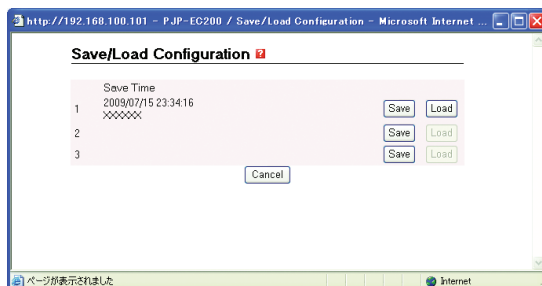 http://192.168.100.101 - PJP-EC200 / Save/Load Configuration - Microsoft Internet ...
Save/Load Configuration ?
Save Time
1 2009/07/15 23:34:16 Save Load
XXXXXX
2 Save Load
3 Save Load
Cancel
ページが表示されました Internet